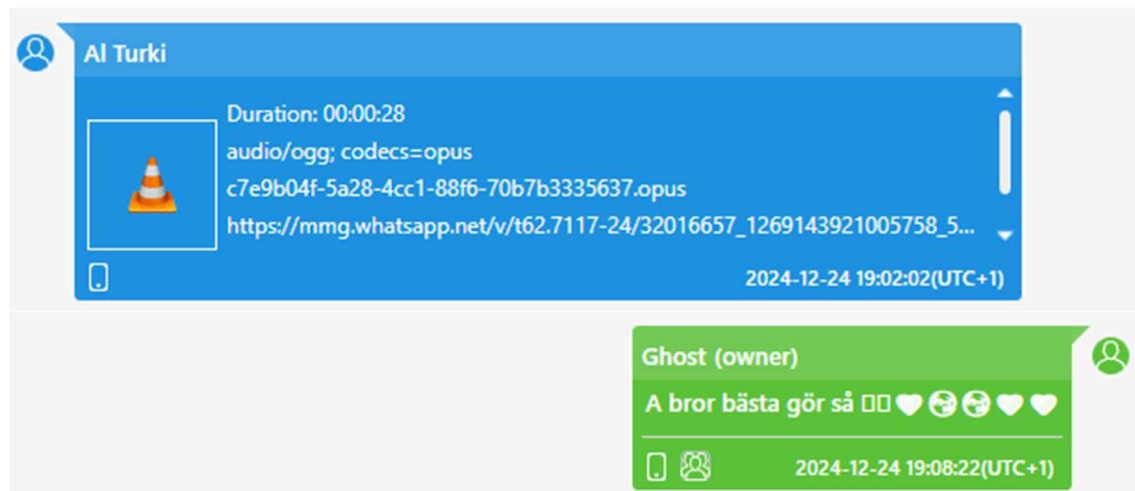 Al Turki
Duration: 00:00:28
audio/ogg; codecs=opus
c7e9b04f-5a28-4cc1-88f6-70b7b3335637.opus
https://mmg.whatsapp.net/v/t62.7117-24/32016657_1269143921005758_5...
2024-12-24 19:02:02(UTC+1)
Ghost (owner)
A bror bästa gör så 🤍🌍🌍🤍🤍
2024-12-24 19:08:22(UTC+1)